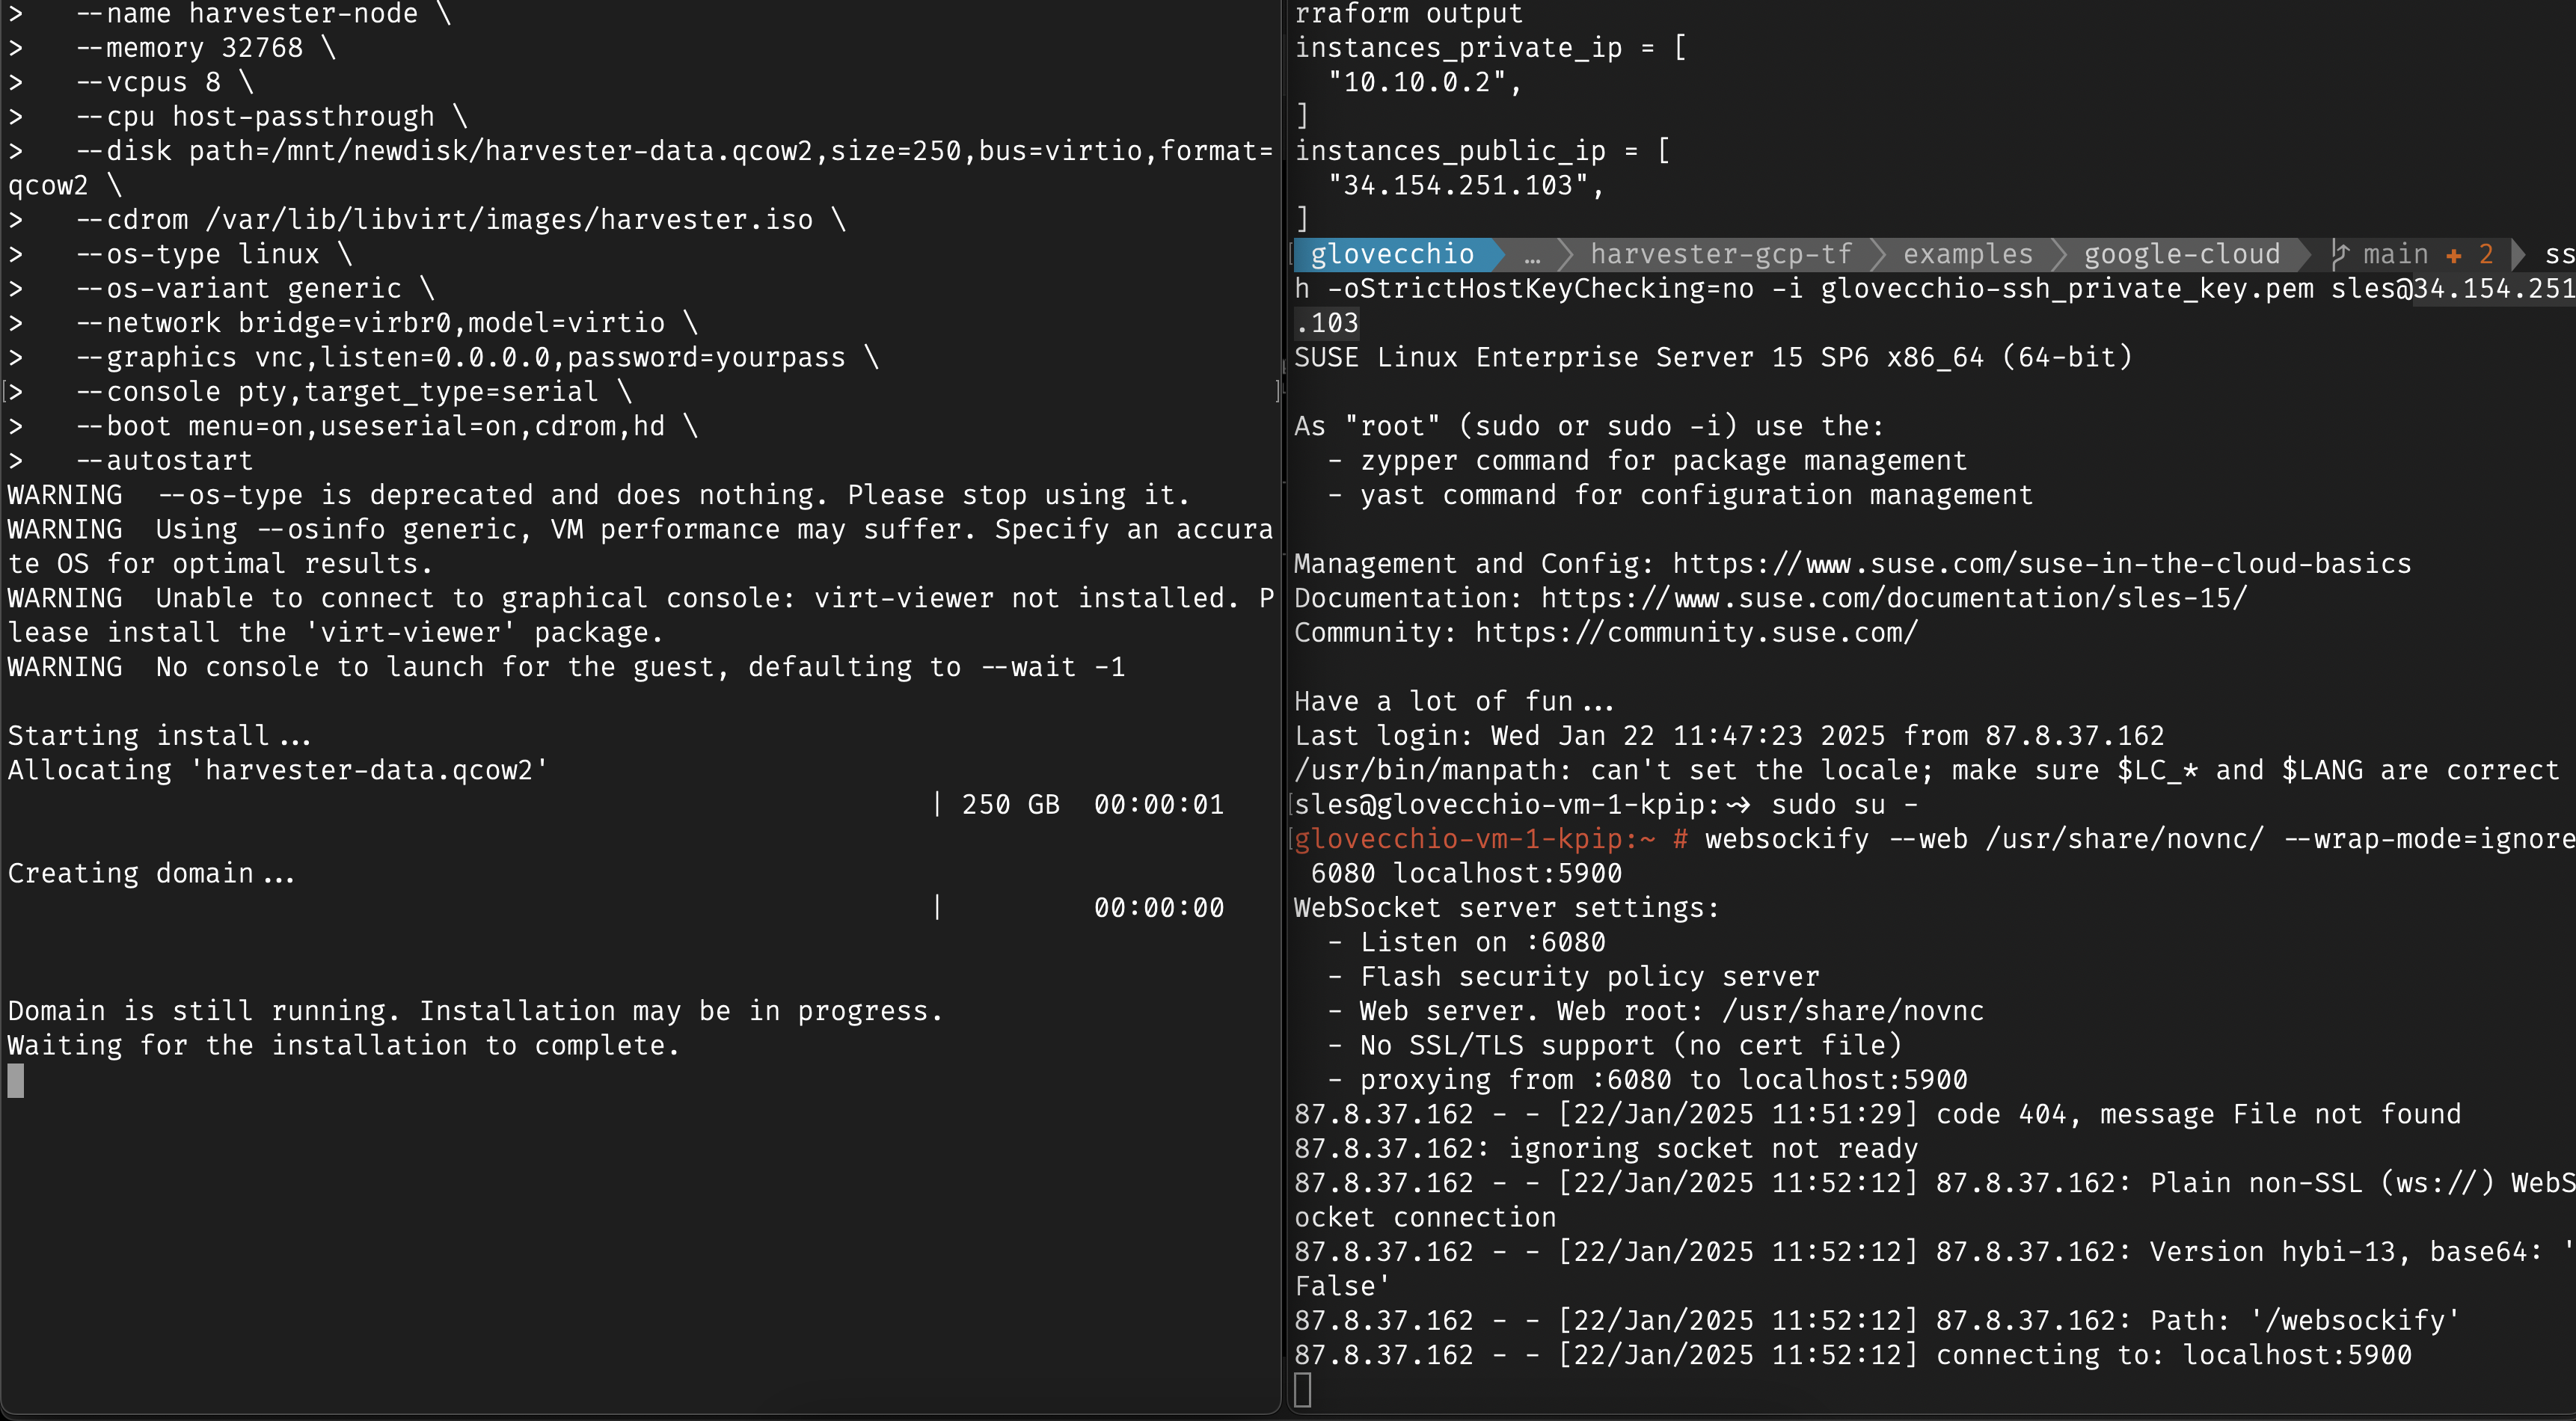 >   --name harvester-node \
>   --memory 32768 \
>   --vcpus 8 \
>   --cpu host-passthrough \
>   --disk path=/mnt/newdisk/harvester-data.qcow2,size=250,bus=virtio,format=
qcow2 \
>   --cdrom /var/lib/libvirt/images/harvester.iso \
>   --os-type linux \
>   --os-variant generic \
>   --network bridge=virbr0,model=virtio \
>   --graphics vnc,listen=0.0.0.0,password=yourpass \
>   --console pty,target_type=serial \
>   --boot menu=on,useserial=on,cdrom,hd \
>   --autostart
WARNING  --os-type is deprecated and does nothing. Please stop using it.
WARNING  Using --osinfo generic, VM performance may suffer. Specify an accura
te OS for optimal results.
WARNING  Unable to connect to graphical console: virt-viewer not installed. P
lease install the 'virt-viewer' package.
WARNING  No console to launch for the guest, defaulting to --wait -1
Starting install...
Allocating 'harvester-data.qcow2'
| 250 GB  00:00:01
Creating domain...
|         00:00:00
Domain is still running. Installation may be in progress.
Waiting for the installation to complete.
rraform output
instances_private_ip = [
  "10.10.0.2",
]
instances_public_ip = [
  "34.154.251.103",
]
glovecchio … harvester-gcp-tf examples google-cloud main + 2 ss
h -oStrictHostKeyChecking=no -i glovecchio-ssh_private_key.pem sles@34.154.251
.103
SUSE Linux Enterprise Server 15 SP6 x86_64 (64-bit)
As "root" (sudo or sudo -i) use the:
  - zypper command for package management
  - yast command for configuration management
Management and Config: https://www.suse.com/suse-in-the-cloud-basics
Documentation: https://www.suse.com/documentation/sles-15/
Community: https://community.suse.com/
Have a lot of fun...
Last login: Wed Jan 22 11:47:23 2025 from 87.8.37.162
/usr/bin/manpath: can't set the locale; make sure $LC_* and $LANG are correct
sles@glovecchio-vm-1-kpip:~> sudo su -
glovecchio-vm-1-kpip:~ # websockify --web /usr/share/novnc/ --wrap-mode=ignore
 6080 localhost:5900
WebSocket server settings:
  - Listen on :6080
  - Flash security policy server
  - Web server. Web root: /usr/share/novnc
  - No SSL/TLS support (no cert file)
  - proxying from :6080 to localhost:5900
87.8.37.162 - - [22/Jan/2025 11:51:29] code 404, message File not found
87.8.37.162: ignoring socket not ready
87.8.37.162 - - [22/Jan/2025 11:52:12] 87.8.37.162: Plain non-SSL (ws://) WebS
ocket connection
87.8.37.162 - - [22/Jan/2025 11:52:12] 87.8.37.162: Version hybi-13, base64: '
False'
87.8.37.162 - - [22/Jan/2025 11:52:12] 87.8.37.162: Path: '/websockify'
87.8.37.162 - - [22/Jan/2025 11:52:12] connecting to: localhost:5900